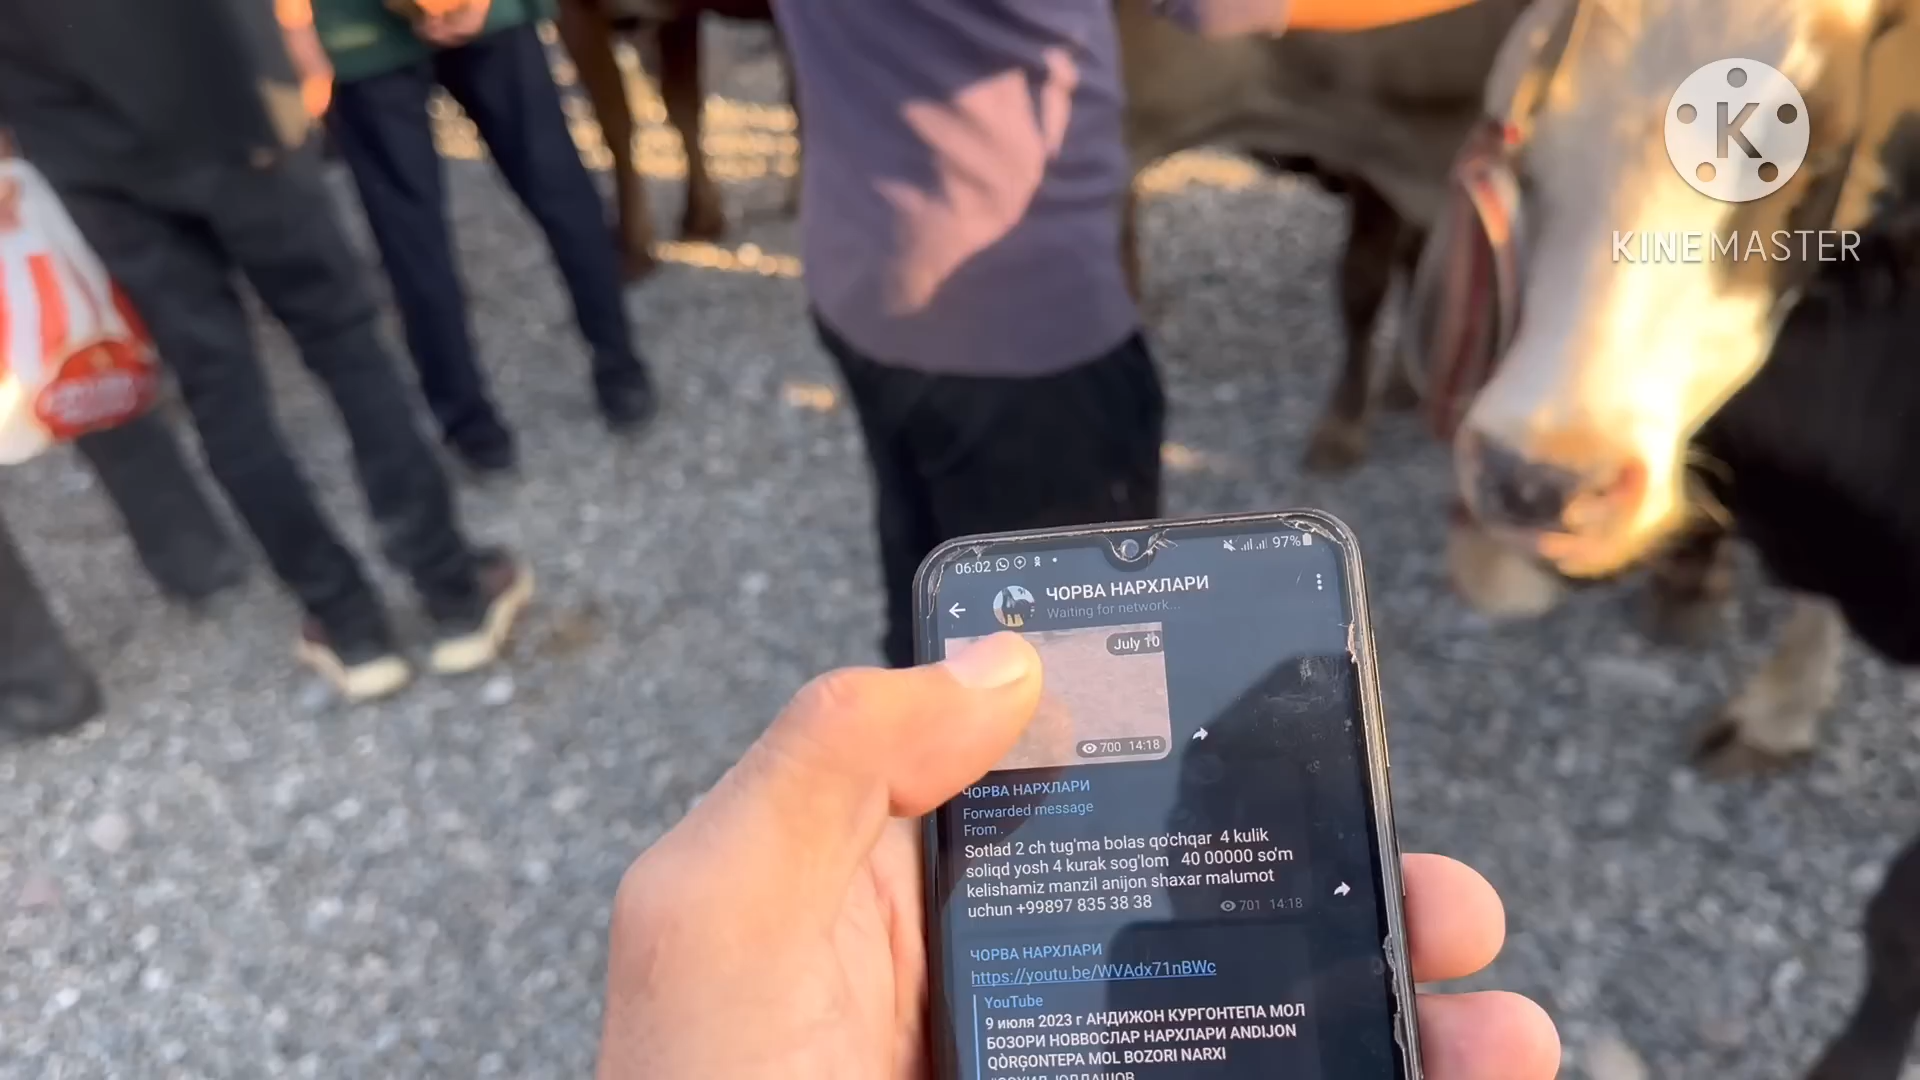 K
KINEMASTER
06:02
97%
ЧОРВА НАРХЛАРИ
Waiting for network...
July 10
700 14:18
ЧОРВА НАРХЛАРИ
Forwarded message
From .
Sotlad 2 ch tug'ma bolas qo'chqar 4 kulik
soliqd yosh 4 kurak sog'lom 40 00000 so'm
kelishamiz manzil anijon shaxar malumot
uchun +99897 835 38 38
701 14:18
ЧОРВА НАРХЛАРИ
https://youtu.be/WVAdx71nBWc
YouTube
9 июля 2023 г АНДИЖОН КУРГОНТЕПА МОЛ
БОЗОРИ НОВВОСЛАР НАРХЛАРИ ANDIJON
QÒRGONTEPA MOL BOZORI NARXI